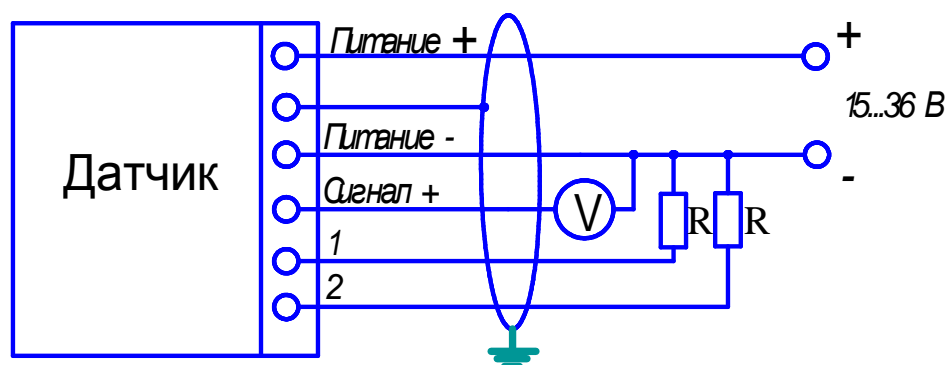 Питание +
+
15...36 В
Питание -
-
Датчик
Сигнал +
V
R
R
1
2